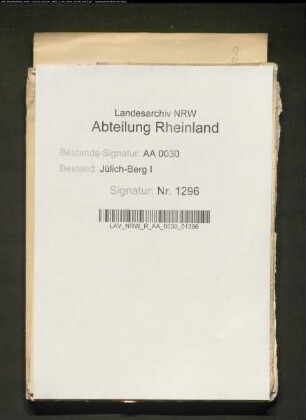 Landesarchiv NRW
Abteilung Rheinland
Bestands-Signatur: AA 0030
Bestand: Jülich-Berg I
Signatur: Nr. 1296
LAV_NRW_R_AA_0030_01296